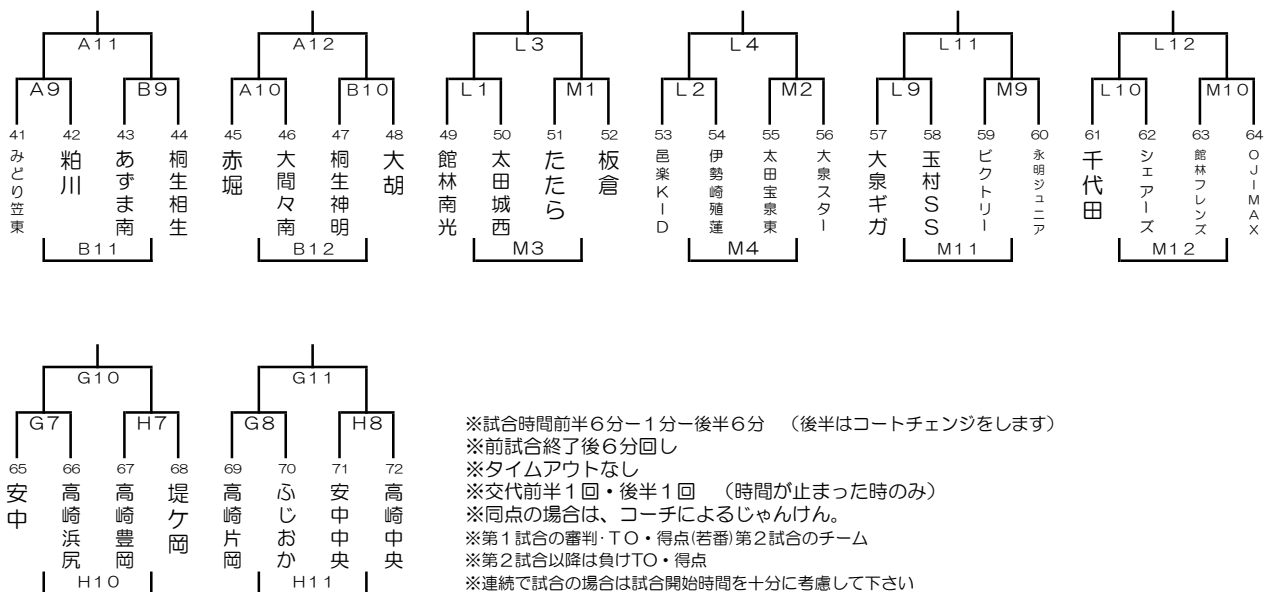 A11 A12 L3 L4 L11 L12
A9 B9 A10 B10 L1 M1 L2 M2 L9 M9 L10 M10
41 42 43 44 45 46 47 48 49 50 51 52 53 54 55 56 57 58 59 60 61 62 63 64
みどり笠東
粕川
あずま南
桐生相生
赤堀
大間々南
桐生神明
大胡
館林南光
太田城西
たたら
板倉
邑楽KID
伊勢崎殖蓮
太田宝泉東
大泉スター
大泉ギガ
玉村SS
ビクトリー
永明ジュニア
千代田
シェアーズ
館林フレンズ
OJIMAX
B11 B12 M3 M4 M11 M12
G10 G11
G7 H7 G8 H8
65 66 67 68 69 70 71 72
安中
高崎浜尻
高崎豊岡
堤ケ岡
高崎片岡
ふじおか
安中中央
高崎中央
H10 H11
※試合時間前半6分ー1分ー後半6分 (後半はコートチェンジをします)
※前試合終了後6分回し
※タイムアウトなし
※交代前半1回・後半1回 (時間が止まった時のみ)
※同点の場合は、コーチによるじゃんけん。
※第1試合の審判・TO・得点(若番)第2試合のチーム
※第2試合以降は負けTO・得点
※連続で試合の場合は試合開始時間を十分に考慮して下さい